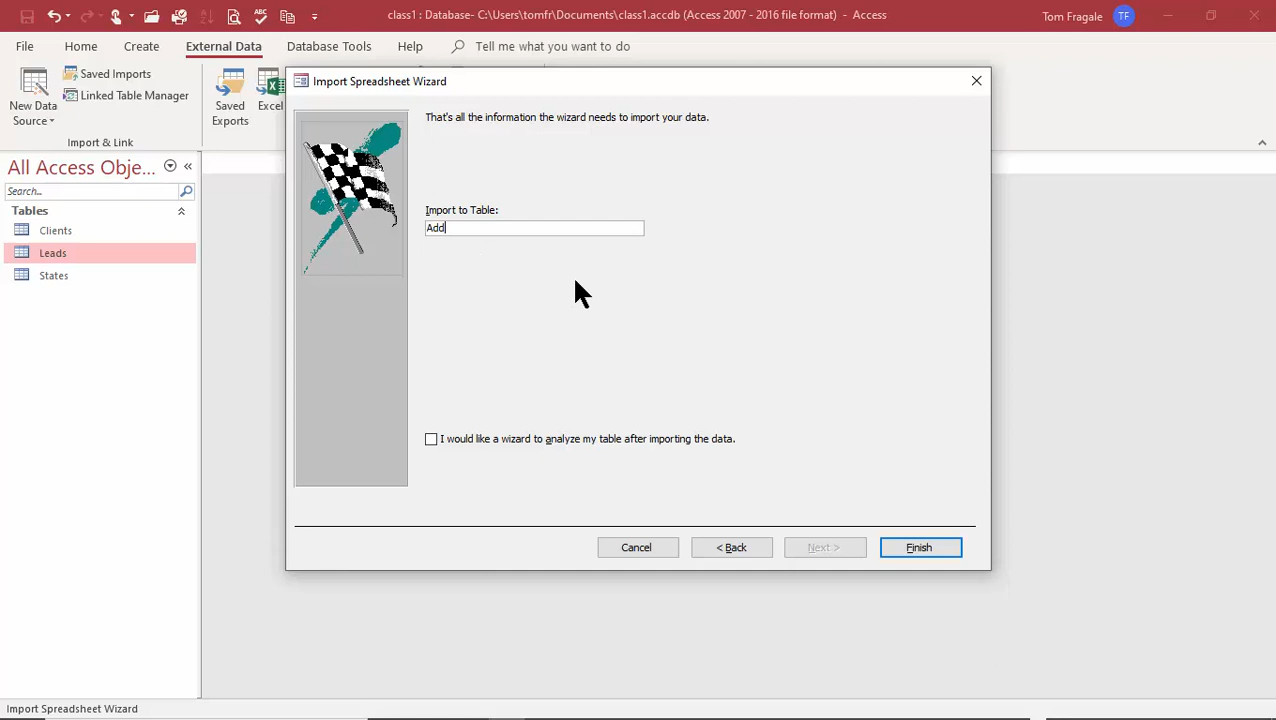 class1 : Database- C:\Users\tomfr\Documents\class1.accdb (Access 2007 - 2016 file format) - Access
Tom Fragale
TF
File
Home
Create
External Data
Database Tools
Help
Tell me what you want to do
New Data
Source
Saved Imports
Linked Table Manager
Import & Link
Saved
Exports
Excel
All Access Obje...
Search...
Tables
Clients
Leads
States
Import Spreadsheet Wizard
That's all the information the wizard needs to import your data.
Import to Table:
Add
I would like a wizard to analyze my table after importing the data.
Cancel
< Back
Next >
Finish
Import Spreadsheet Wizard